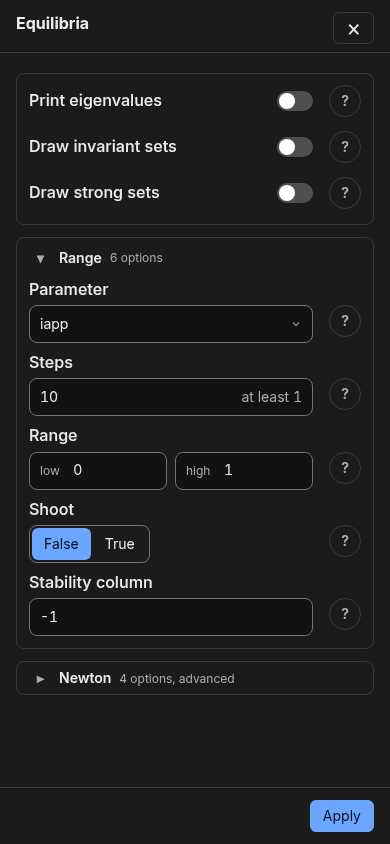 Equilibria ×
Print eigenvalues ?
Draw invariant sets ?
Draw strong sets ?
▼ Range 6 options
Parameter
iapp ?
Steps
10 at least 1 ?
Range
low 0 high 1 ?
Shoot
False True ?
Stability column
-1 ?
► Newton 4 options, advanced
Apply